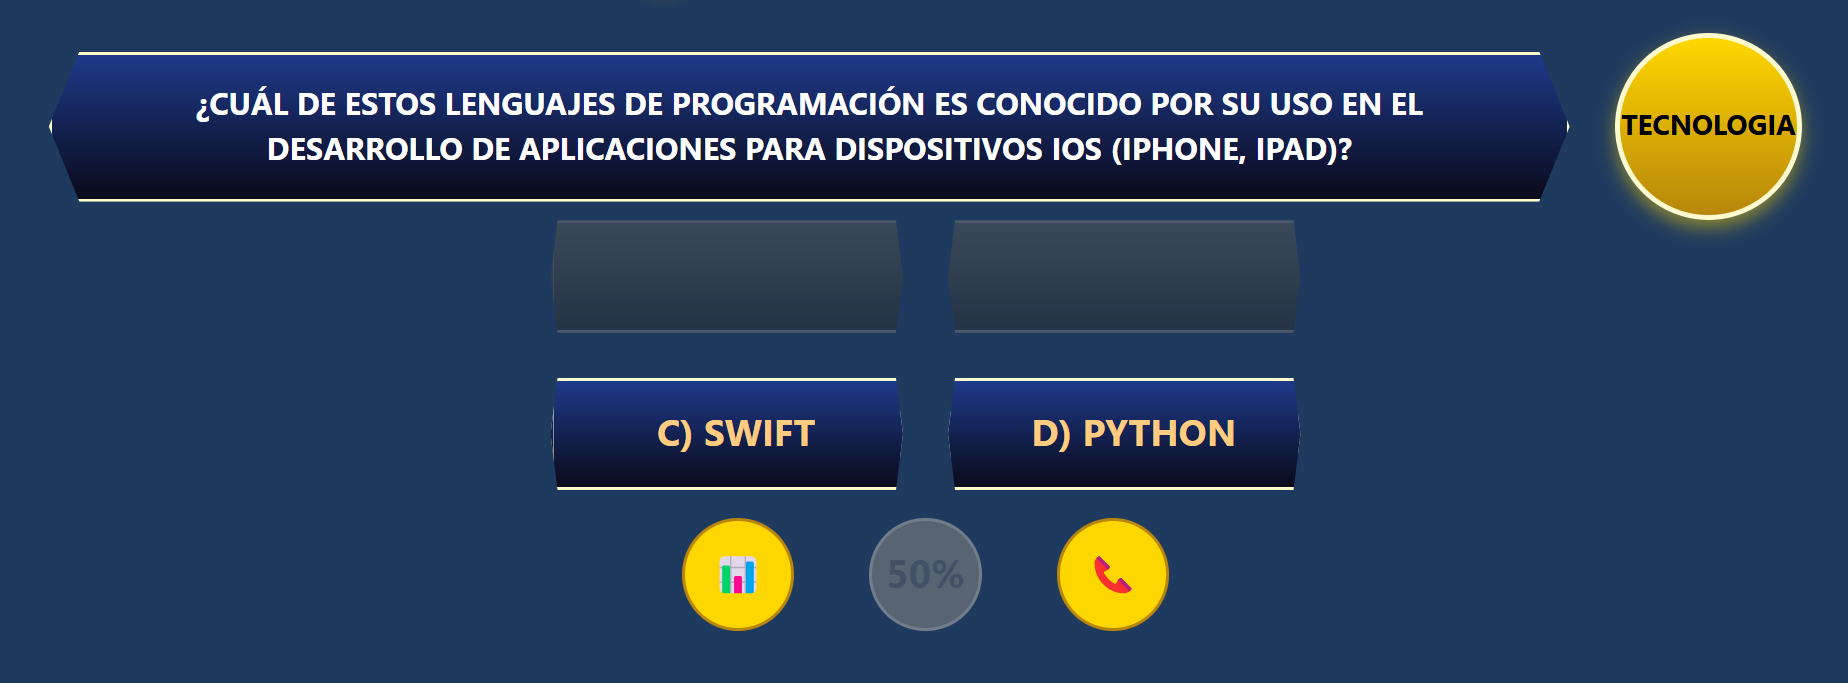 ¿CUÁL DE ESTOS LENGUAJES DE PROGRAMACIÓN ES CONOCIDO POR SU USO EN EL
DESARROLLO DE APLICACIONES PARA DISPOSITIVOS IOS (IPHONE, IPAD)?
TECNOLOGIA
C) SWIFT
D) PYTHON
50%